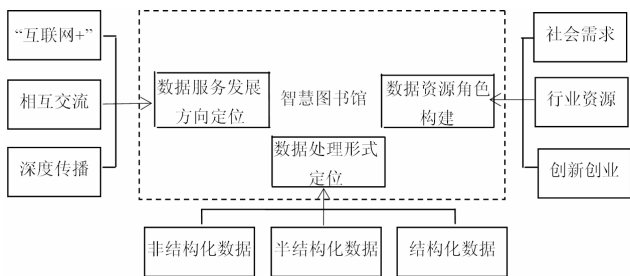 “互联网+”
相互交流
深度传播
数据服务发展
方向定位
智慧图书馆
数据资源角色
构建
数据处理形式
定位
社会需求
行业资源
创新创业
非结构化数据
半结构化数据
结构化数据